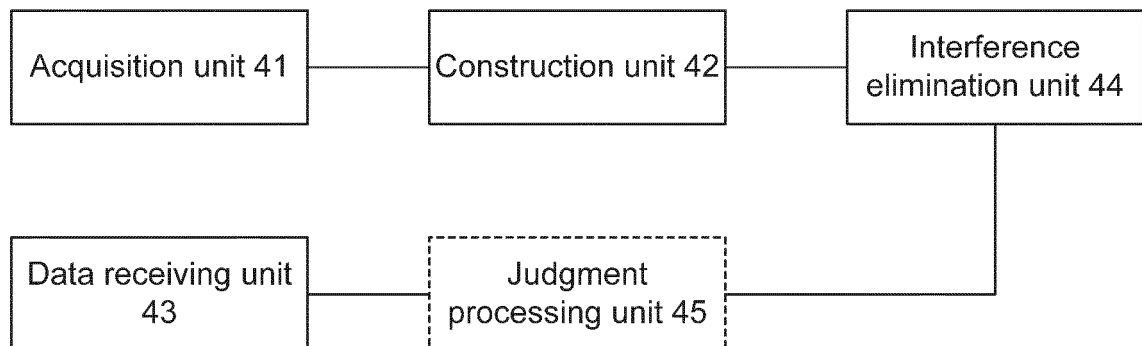 Acquisition unit 41
Construction unit 42
Interference
elimination unit 44
Data receiving unit
43
Judgment
processing unit 45